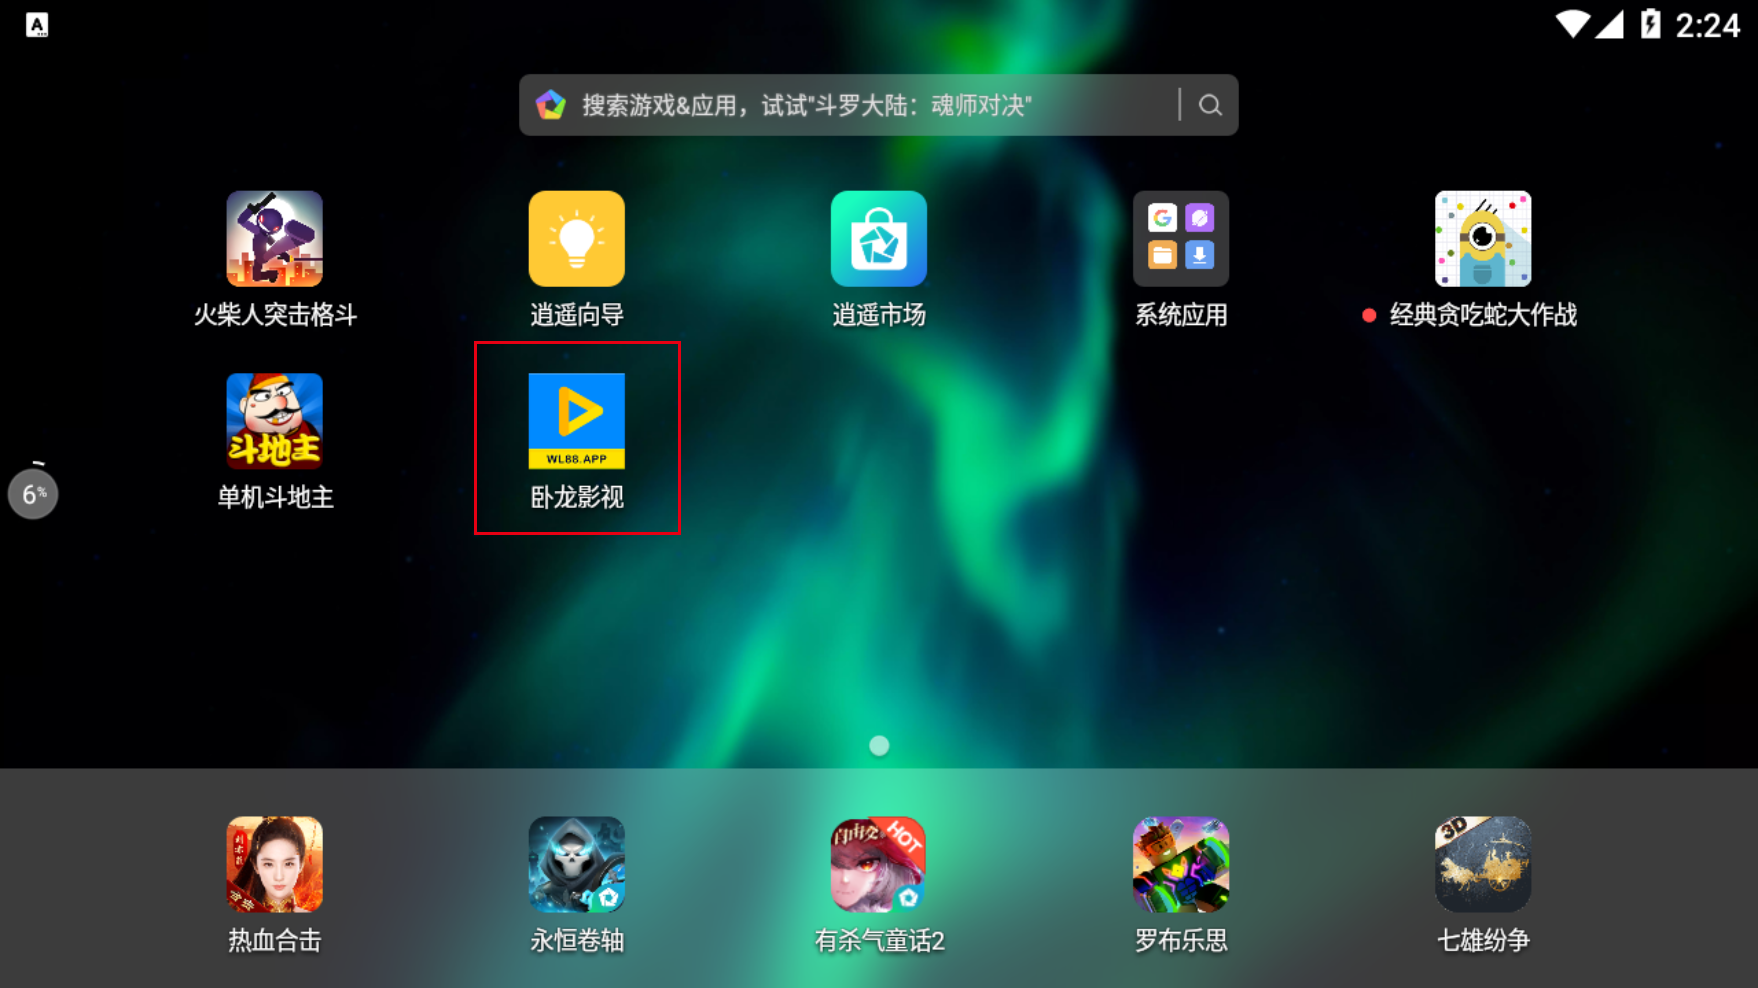 A
2:24
搜索游戏&应用，试试"斗罗大陆：魂师对决"
火柴人突击格斗
逍遥向导
逍遥市场
G
系统应用
经典贪吃蛇大作战
斗地主
WL88.APP
单机斗地主
卧龙影视
6%
HOT
3D
热血合击
永恒卷轴
有杀气童话2
罗布乐思
七雄纷争